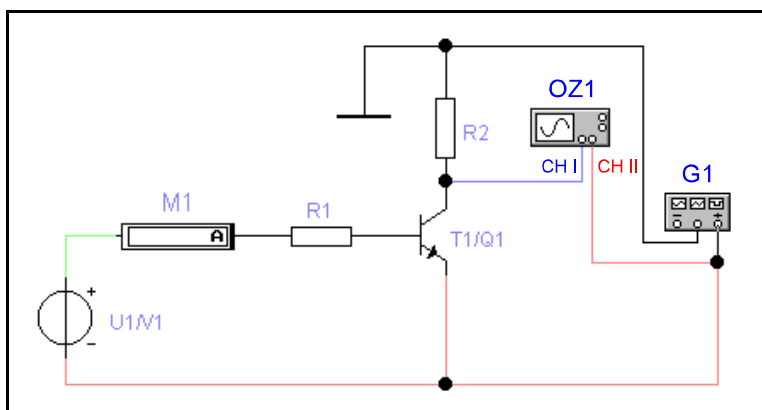 OZ1
R2
CH I
CH II
G1
M1
R1
A
T1/Q1
U1/V1